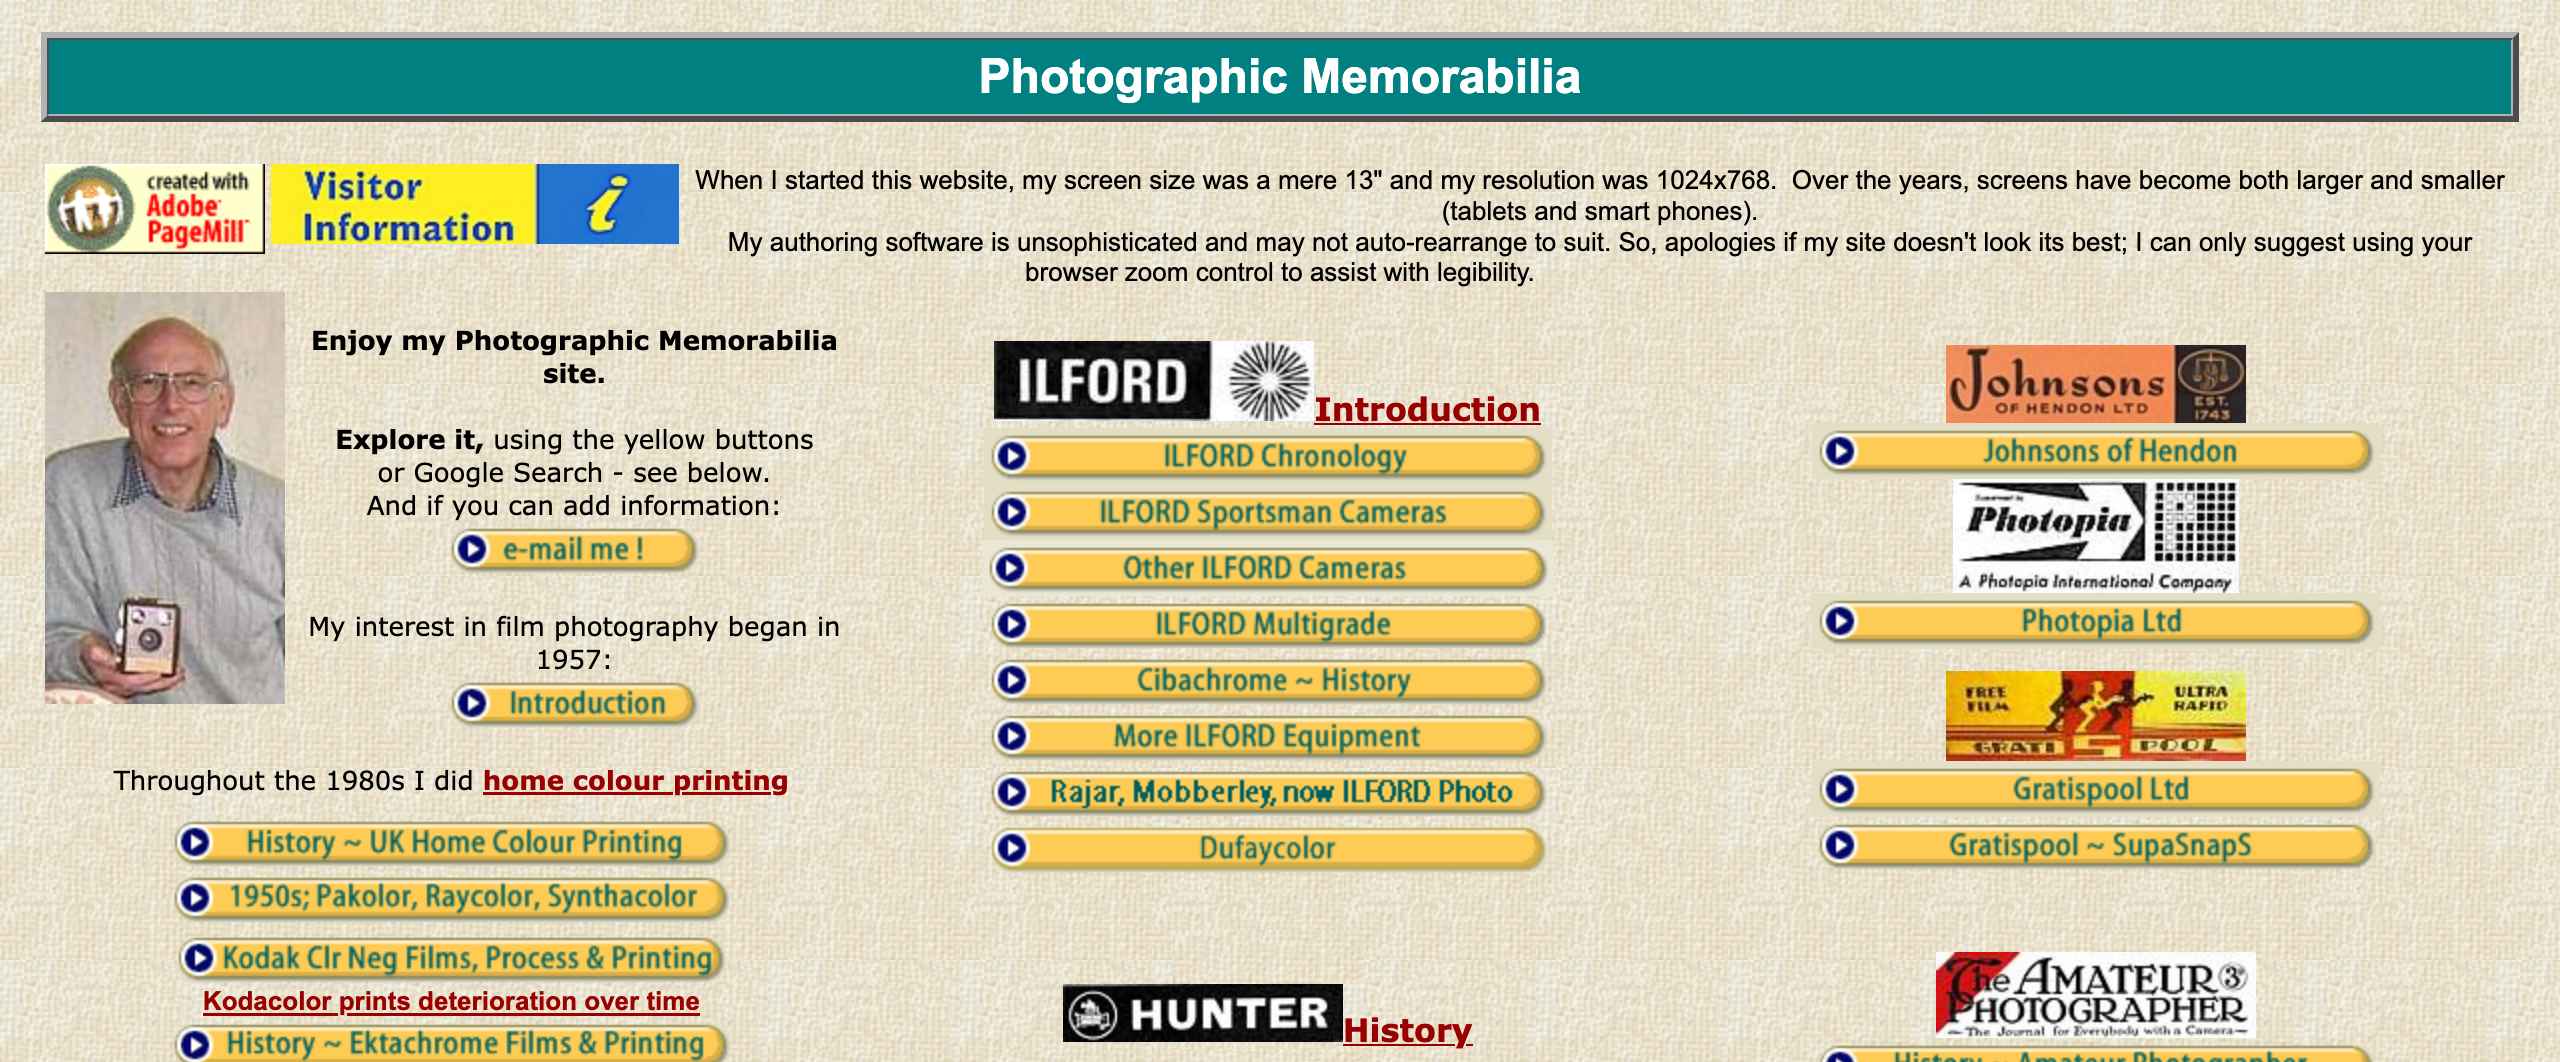 Photographic Memorabilia
created with
Adobe
PageMill
Visitor
Information
i
When I started this website, my screen size was a mere 13" and my resolution was 1024x768.  Over the years, screens have become both larger and smaller
(tablets and smart phones).
My authoring software is unsophisticated and may not auto-rearrange to suit. So, apologies if my site doesn't look its best; I can only suggest using your
browser zoom control to assist with legibility.
Enjoy my Photographic Memorabilia
site.
Explore it, using the yellow buttons
or Google Search - see below.
And if you can add information:
e-mail me !
My interest in film photography began in
1957:
Introduction
Throughout the 1980s I did home colour printing
History ~ UK Home Colour Printing
1950s; Pakolor, Raycolor, Synthacolor
Kodak Clr Neg Films, Process & Printing
Kodacolor prints deterioration over time
History ~ Ektachrome Films & Printing
ILFORD
Introduction
ILFORD Chronology
ILFORD Sportsman Cameras
Other ILFORD Cameras
ILFORD Multigrade
Cibachrome ~ History
More ILFORD Equipment
Rajar, Mobberley, now ILFORD Photo
Dufaycolor
HUNTER
History
Johnsons
OF HENDON LTD
EST.
1743
Johnsons of Hendon
Photopia
A Photopia International Company
Photopia Ltd
FREE
FILM
ULTRA
RAPID
GRATISPOOL
Gratispool Ltd
Gratispool ~ SupaSnapS
The AMATEUR 3D
PHOTOGRAPHER
~The Journal for Everybody with a Camera~
History ~ Amateur Photographer